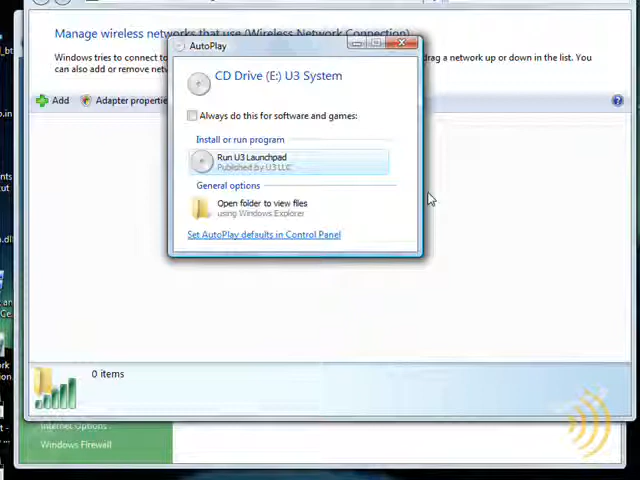 Manage wireless networks that use (Wireless Network Connection)
AutoPlay
Windows tries to connect to
drag a network up or down in the list. You
can also add or remove
CD Drive (E:) U3 System
Add
Adapter propertie
Always do this for software and games:
Install or run program
Run U3 Launchpad
Published by U3 LLC
General options
Open folder to view files
using Windows Explorer
Set AutoPlay defaults in Control Panel
0 items
Internet Options
Windows Firewall